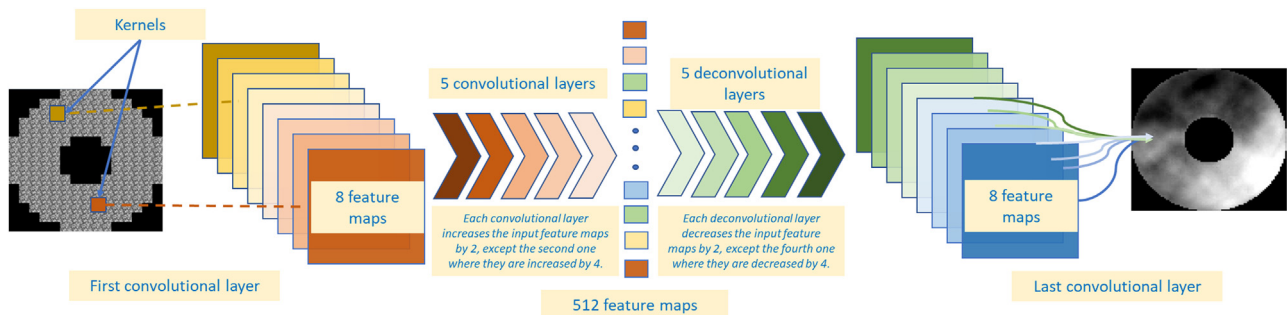 Kernels
5 convolutional layers
5 deconvolutional
layers
8 feature
maps
8 feature
maps
Each convolutional layer
increases the input feature maps
by 2, except the second one
where they are increased by 4.
Each deconvolutional layer
decreases the input feature
maps by 2, except the fourth one
where they are decreased by 4.
First convolutional layer
512 feature maps
Last convolutional layer